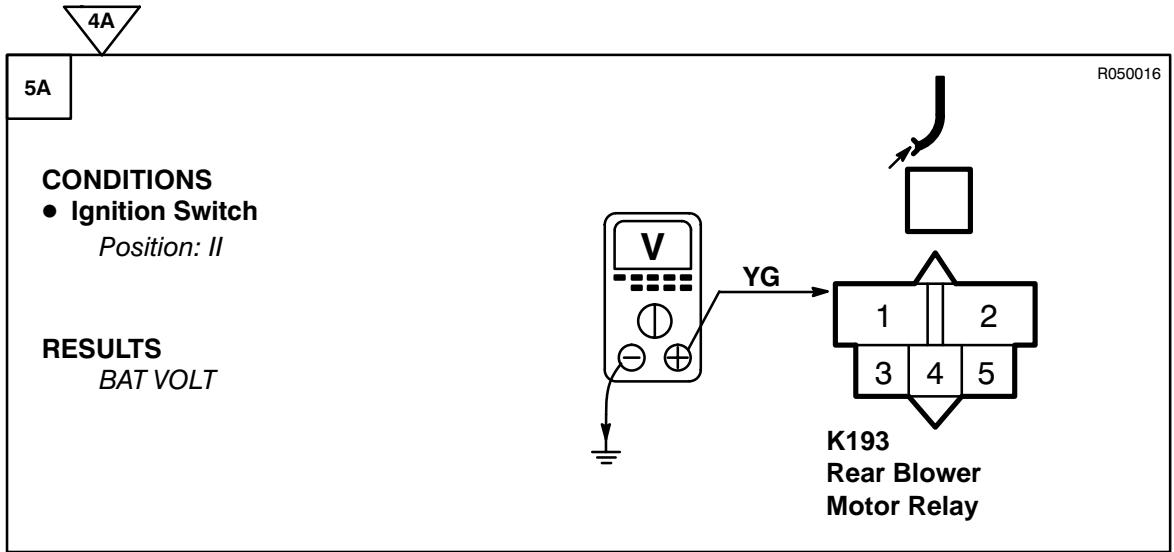 4A
5A
R050016
CONDITIONS
● Ignition Switch
Position: II
RESULTS
BAT VOLT
V
YG
1 2
3 4 5
K193
Rear Blower
Motor Relay